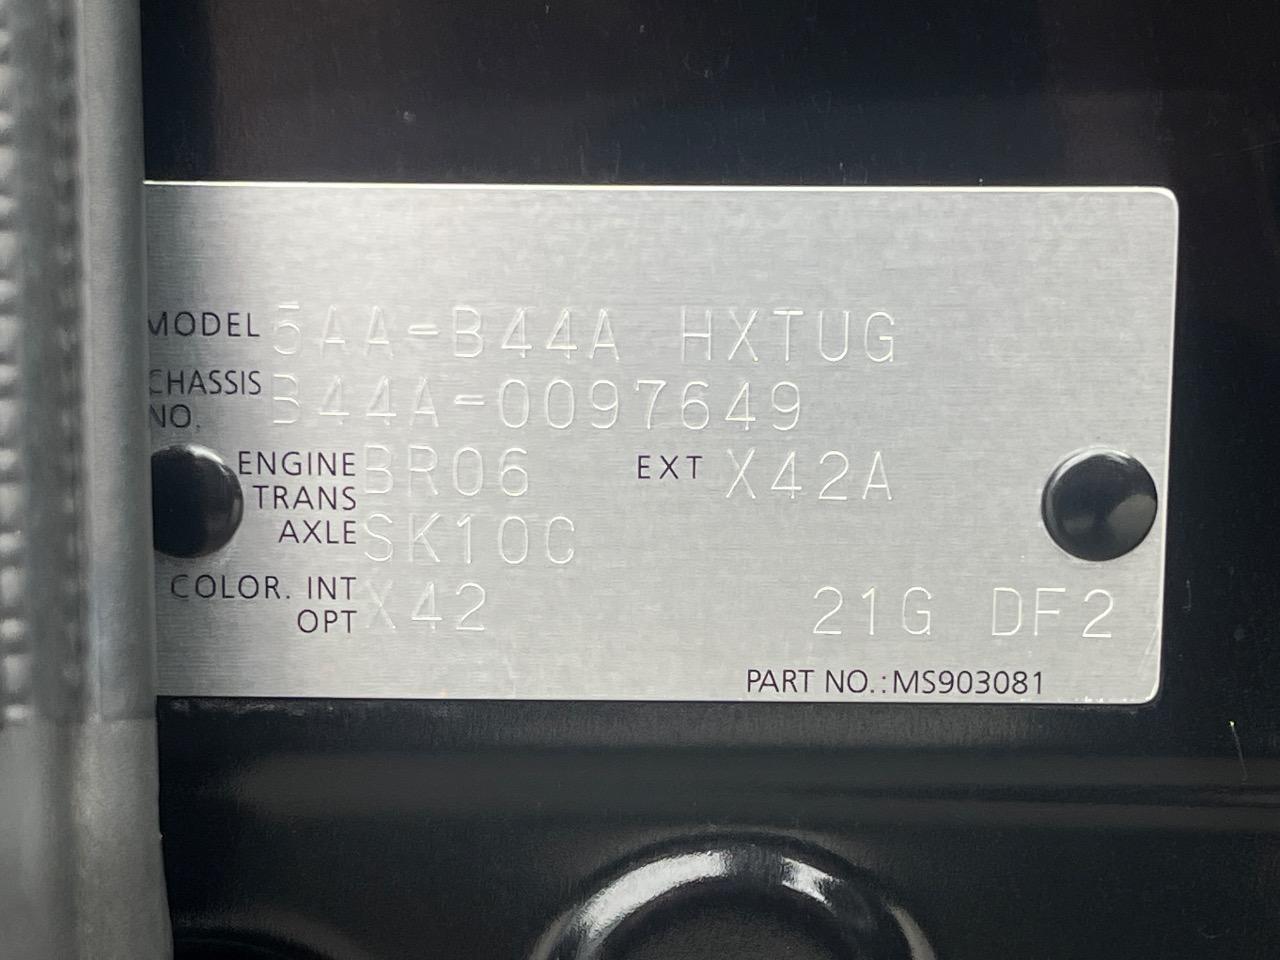 MODEL 5AA-B44A HXTUG
CHASSIS B44A-0097649
NO.
ENGINE BR06 EXT X42A
TRANS
AXLE SK10C
COLOR. INT X42 21G DF2
OPT
PART NO.:MS903081